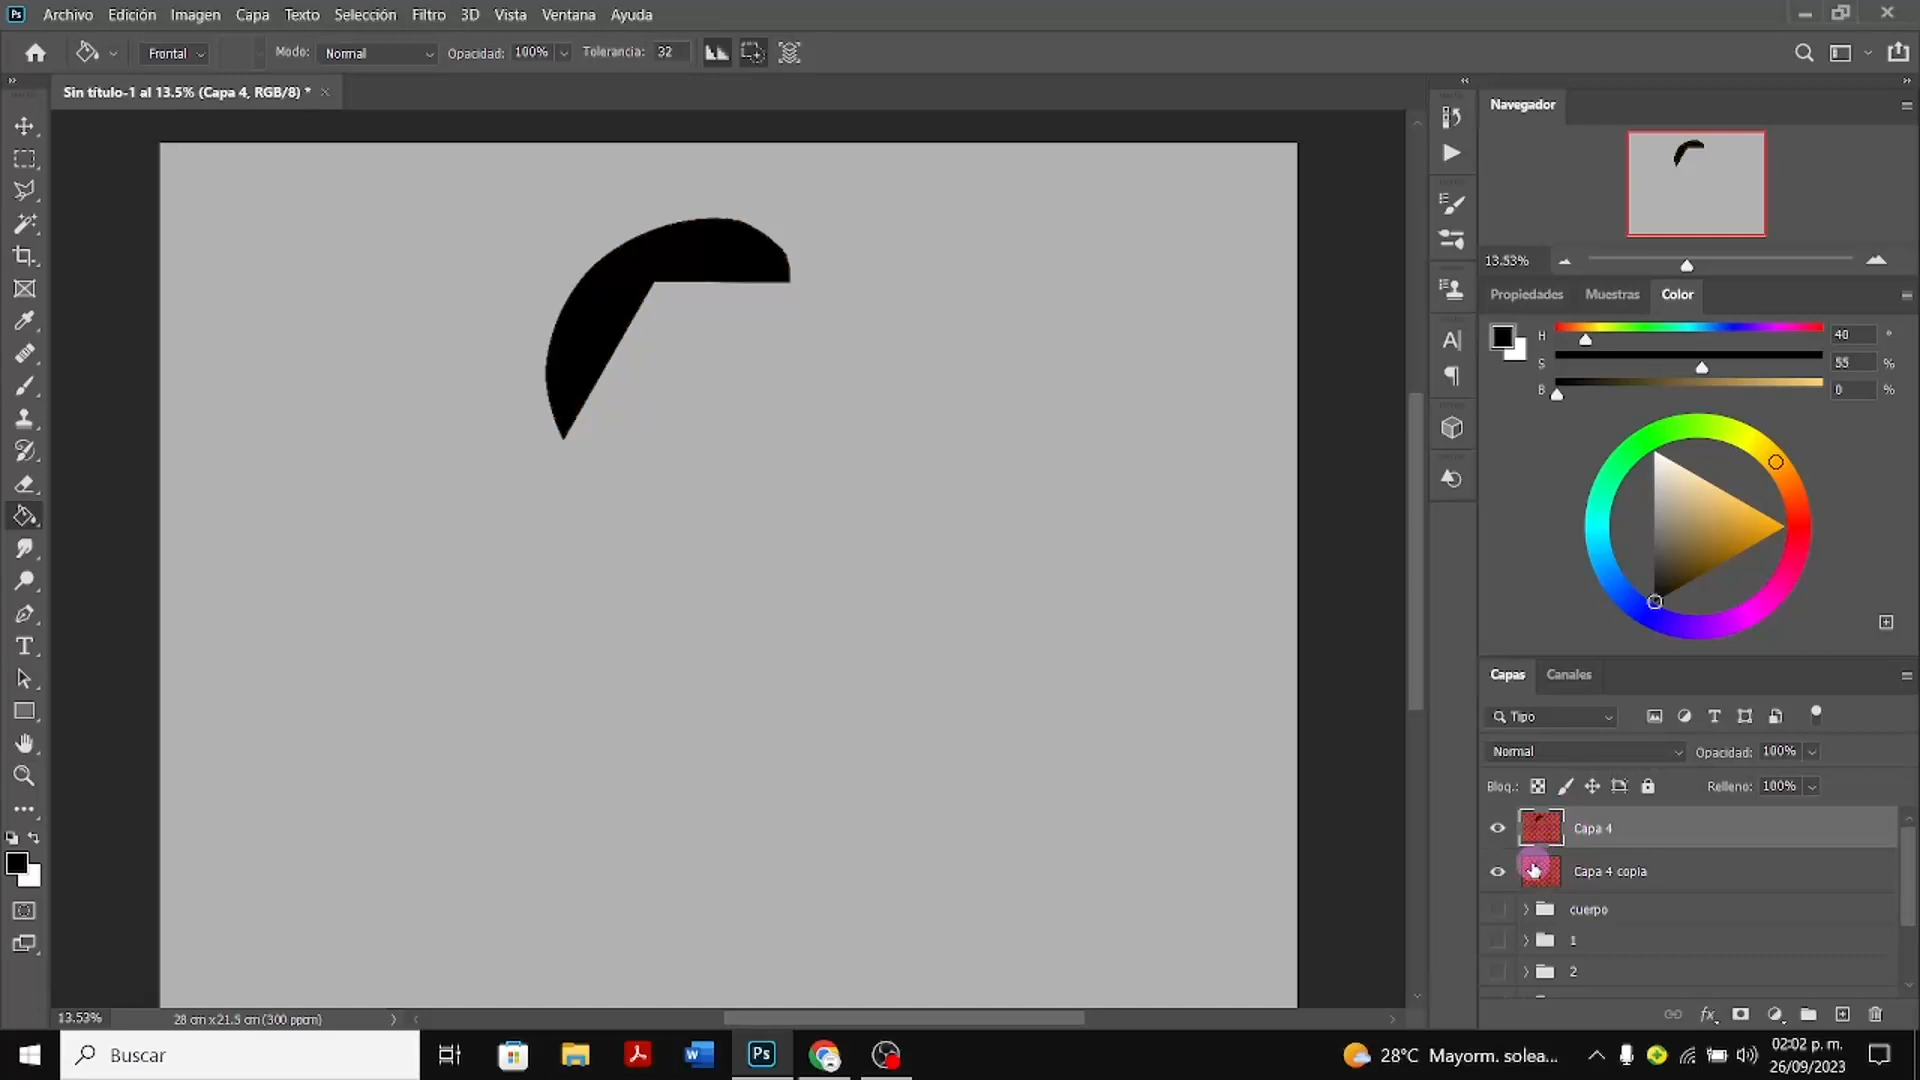 Ps Archivo Edición Imagen Capa Texto Selección Filtro 3D Vista Ventana Ayuda
Frontal Modo: Normal Opacidad: 100% Tolerancia: 32
Sin título-1 al 13.5% (Capa 4, RGB/8) *
Navegador
13.53%
Propiedades Muestras Color
H 40 °
S 55 %
B 0 %
Capas Canales
Tipo
Normal Opacidad: 100%
Bloq.: Relleno: 100%
Capa 4
Capa 4 copia
cuerpo
1
2
13.53% 28 cm x 21.5 cm (300 ppcm)
Buscar
Ps
28°C Mayorm. solea...
02:02 p. m.
26/09/2023